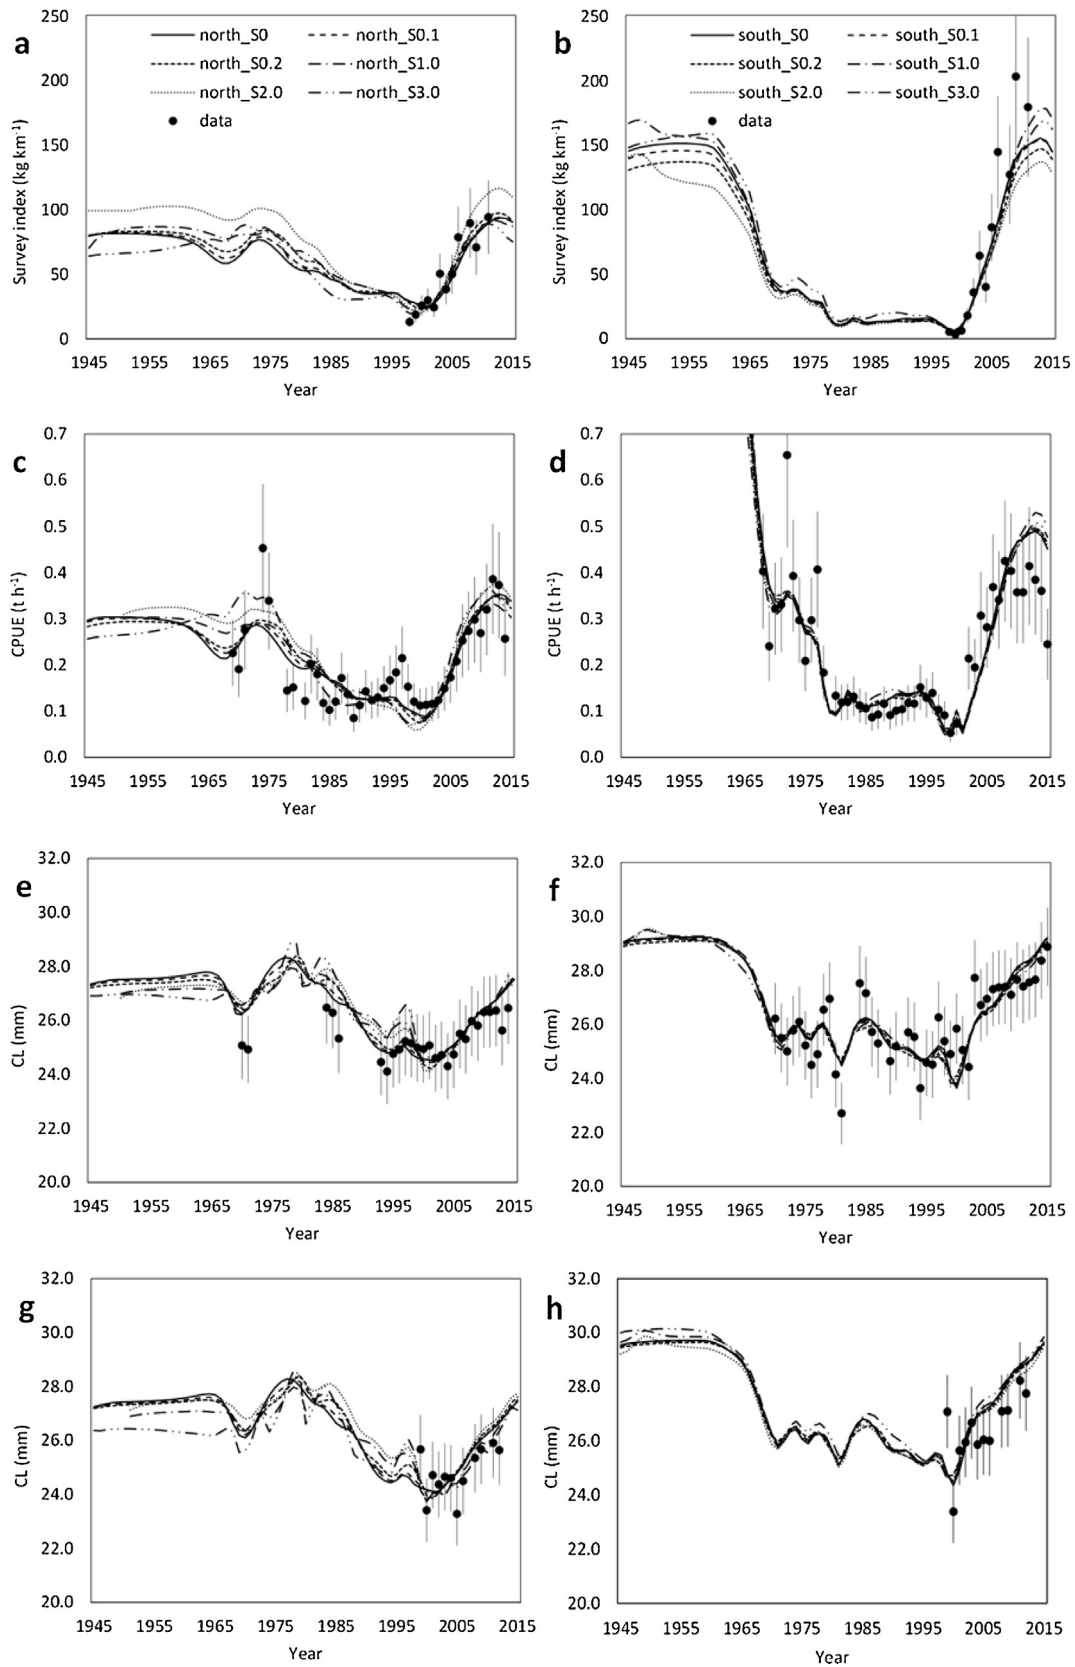 a
250
200
150
100
50
0
Survey index (kg km-1)
north_S0 north_S0.1
north_S0.2 north_S1.0
north_S2.0 north_S3.0
data
1945 1955 1965 1975 1985 1995 2005 2015
Year
b
250
200
150
100
50
0
Survey index (kg km-1)
south_S0 south_S0.1
south_S0.2 south_S1.0
south_S2.0 south_S3.0
data
1945 1955 1965 1975 1985 1995 2005 2015
Year
c
0.7
0.6
0.5
0.4
0.3
0.2
0.1
0.0
CPUE (t h-1)
1945 1955 1965 1975 1985 1995 2005 2015
Year
d
0.7
0.6
0.5
0.4
0.3
0.2
0.1
0.0
CPUE (t h-1)
1945 1955 1965 1975 1985 1995 2005 2015
Year
e
32.0
30.0
28.0
26.0
24.0
22.0
20.0
CL (mm)
1945 1955 1965 1975 1985 1995 2005 2015
Year
f
32.0
30.0
28.0
26.0
24.0
22.0
20.0
CL (mm)
1945 1955 1965 1975 1985 1995 2005 2015
Year
g
32.0
30.0
28.0
26.0
24.0
22.0
20.0
CL (mm)
1945 1955 1965 1975 1985 1995 2005 2015
Year
h
32.0
30.0
28.0
26.0
24.0
22.0
20.0
CL (mm)
1945 1955 1965 1975 1985 1995 2005 2015
Year